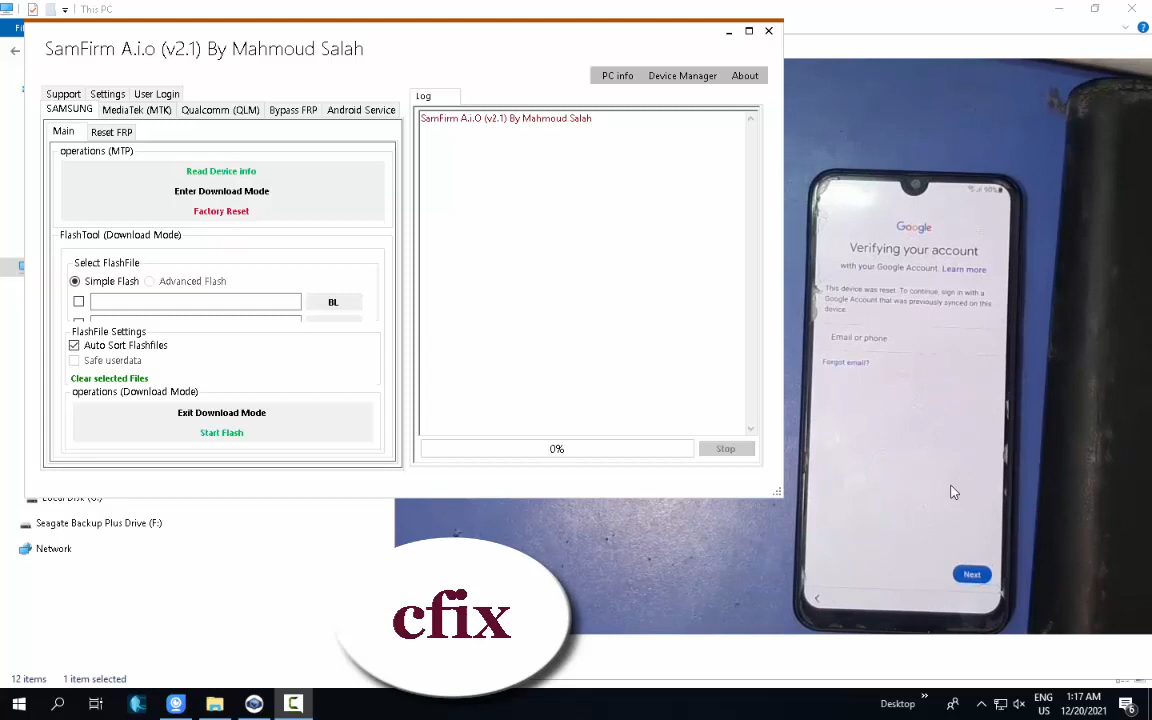 This PC
SamFirm A.i.o (v2.1) By Mahmoud Salah
PC info Device Manager About
Support Settings User Login
SAMSUNG MediaTek (MTK) Qualcomm (QLM) Bypass FRP Android Service
Main Reset FRP
operations (MTP)
Read Device info
Enter Download Mode
Factory Reset
FlashTool (Download Mode)
Select FlashFile
Simple Flash Advanced Flash
BL
FlashFile Settings
Auto Sort Flashfiles
Safe userdata
Clear selected Files
operations (Download Mode)
Exit Download Mode
Start Flash
Log
SamFirm A.i.O (v2.1) By Mahmoud Salah
0%
Stop
Seagate Backup Plus Drive (F:)
Network
12 items 1 item selected
cfix
90%
Google
Verifying your account
with your Google Account. Learn more
This device was reset. To continue, sign in with a
Google Account that was previously synced on this
device.
Email or phone
Forgot email?
Next
Desktop
ENG
US
1:17 AM
12/20/2021
6